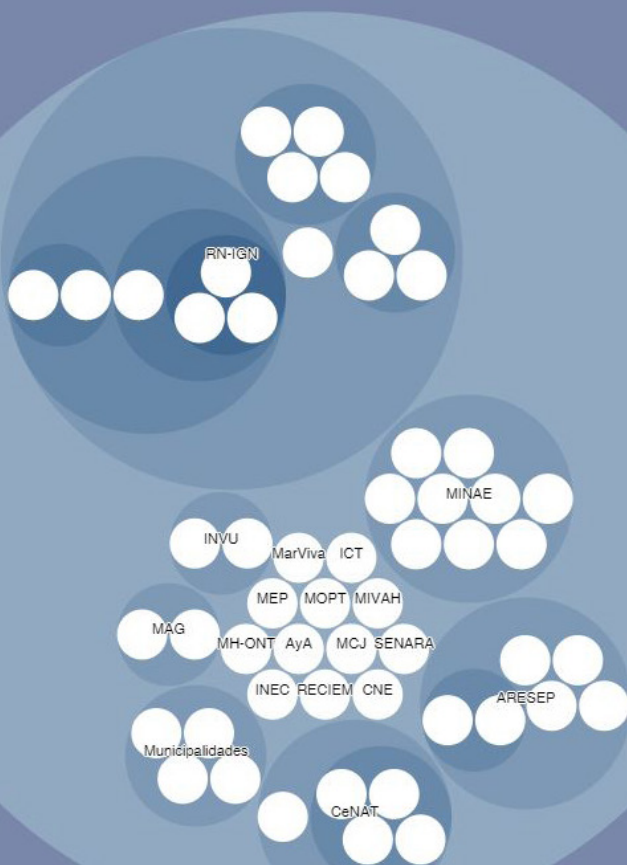 RN-IGN
MINAE
INVU
MarViva ICT
MEP MOPT MIVAH
MAG
MH-ONT AyA MCJ SENARA
INEC RECIEM CNE
ARESEP
Municipalidades
CeNAT